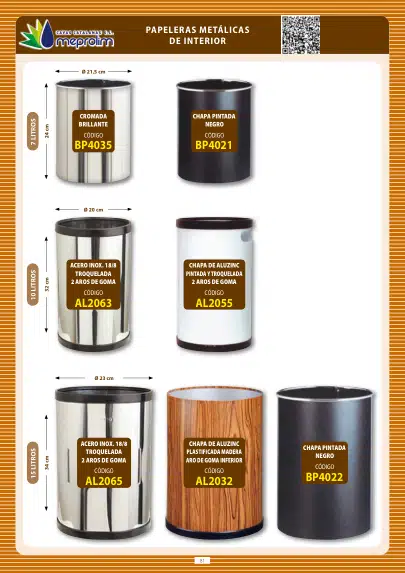 CAYAS CATALANAS S.L.
meprolim
PAPELERAS METÁLICAS
DE INTERIOR
Ø 21.5 cm
7 LITROS
24 cm
CROMADA
BRILLANTE
CÓDIGO
BP4035
CHAPA PINTADA
NEGRO
CÓDIGO
BP4021
Ø 20 cm
10 LITROS
32 cm
ACERO INOX. 18/8
TROQUELADA
2 AROS DE GOMA
CÓDIGO
AL2063
CHAPA DE ALUZINC
PINTADA Y TROQUELADA
2 AROS DE GOMA
CÓDIGO
AL2055
Ø 23 cm
15 LITROS
34 cm
ACERO INOX. 18/8
TROQUELADA
2 AROS DE GOMA
CÓDIGO
AL2065
CHAPA DE ALUZINC
PLASTIFICADA MADERA
ARO DE GOMA INFERIOR
CÓDIGO
AL2032
CHAPA PINTADA
NEGRO
CÓDIGO
BP4022